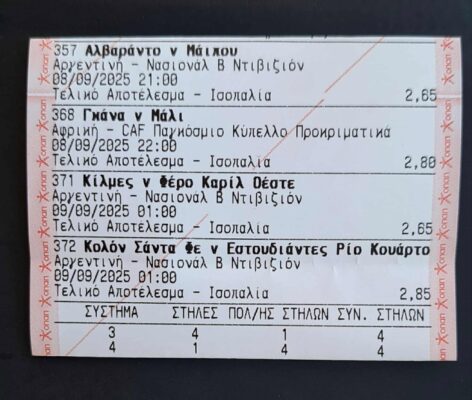 357 Αλβαράντο v Μάιπου
Αργεντινή - Νασιονάλ Β Ντιβιζιόν
08/09/2025 21:00
Τελικό Αποτέλεσμα - Ισοπαλία 2,65
368 Γκάνα v Μάλι
Αφρική - CAF Παγκόσμιο Κύπελλο Προκριματικά
08/09/2025 22:00
Τελικό Αποτέλεσμα - Ισοπαλία 2,80
371 Κίλμες v Φέρο Καρίλ Οέστε
Αργεντινή - Νασιονάλ Β Ντιβιζιόν
09/09/2025 01:00
Τελικό Αποτέλεσμα - Ισοπαλία 2,65
372 Κολόν Σάντα Φε v Εστουδιάντες Ρίο Κουάρτο
Αργεντινή - Νασιονάλ Β Ντιβιζιόν
09/09/2025 01:00
Τελικό Αποτέλεσμα - Ισοπαλία 2,85
ΣΥΣΤΗΜΑ ΣΤΗΛΕΣ ΠΟΛ/ΗΣ ΣΤΗΛΩΝ ΣΥΝ. ΣΤΗΛΩΝ
3 4 1 4
4 1 4 4